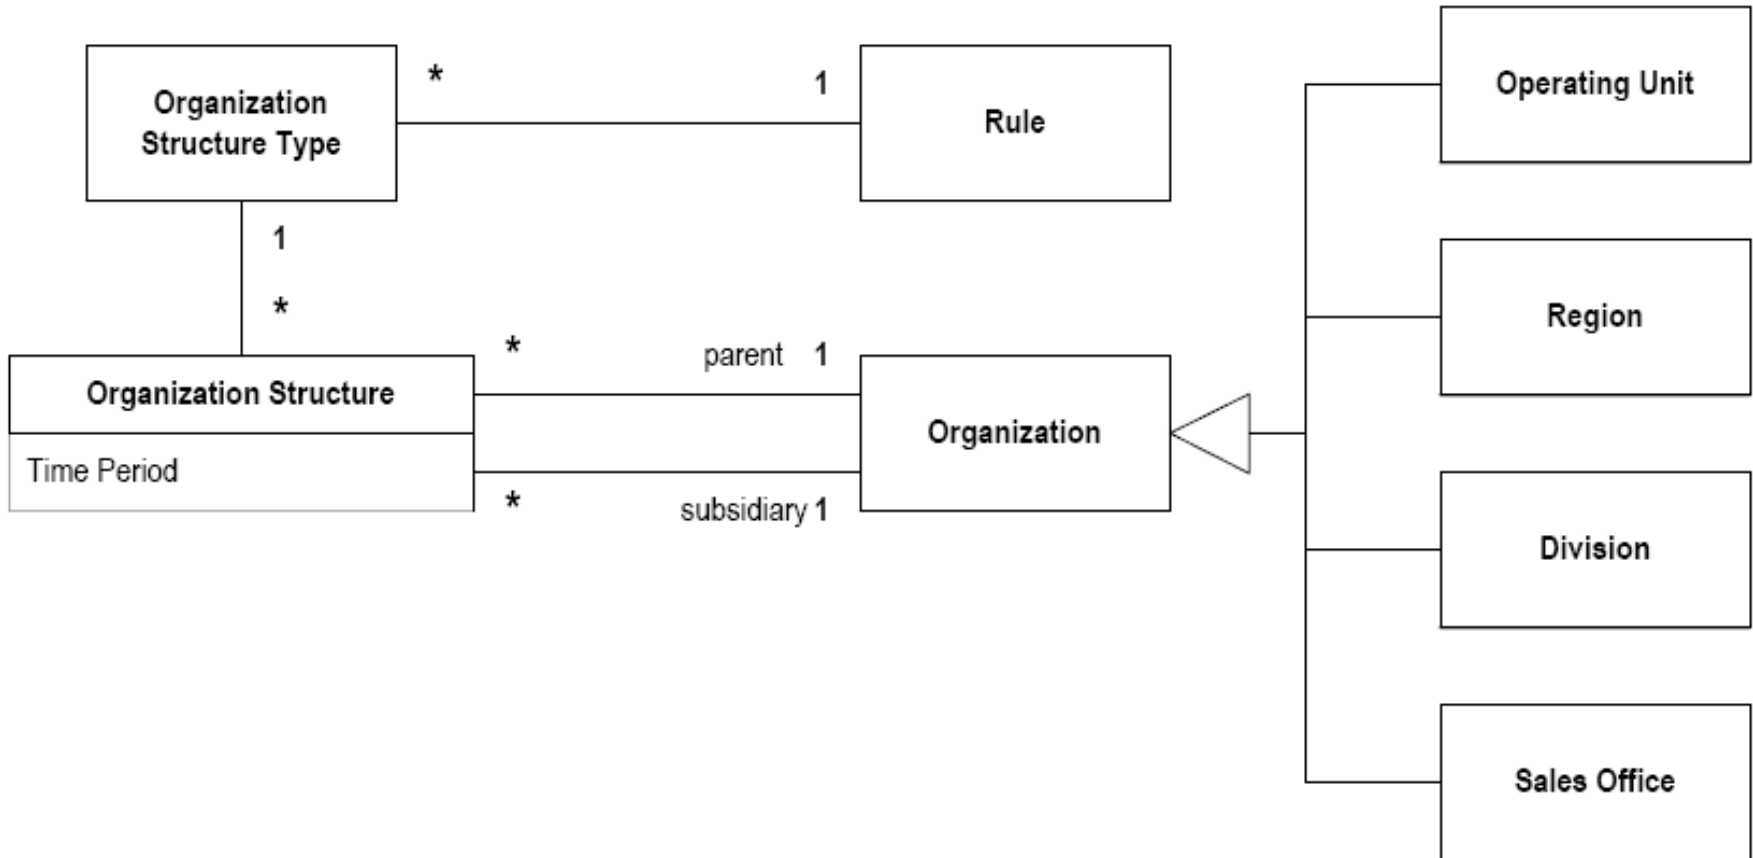 Organization
Structure Type
*
1
Rule
Operating Unit
1
*
Region
*
parent 1
Organization Structure
Time Period
Organization
*
subsidiary 1
Division
Sales Office